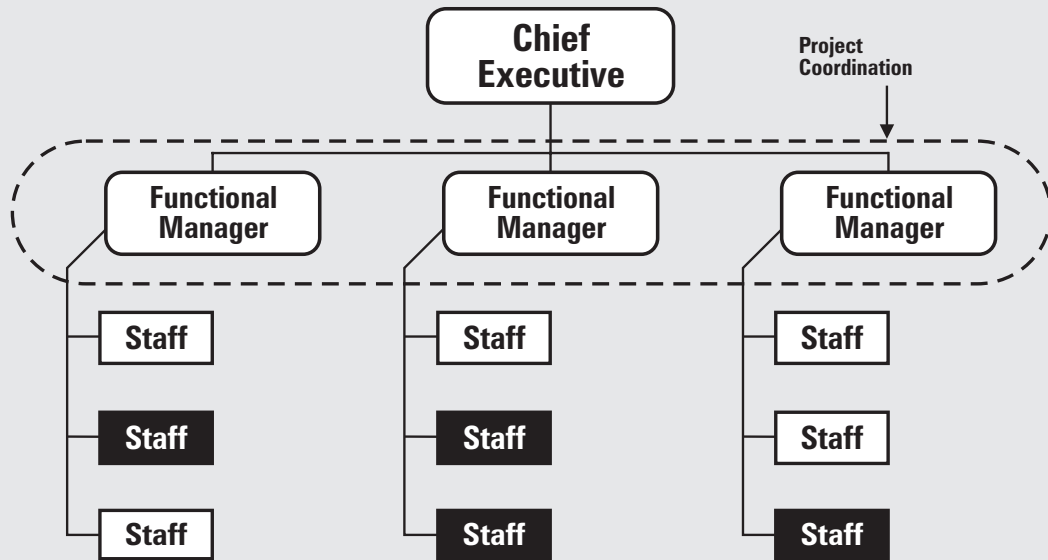 Chief
Executive
Project
Coordination
Functional
Manager
Functional
Manager
Functional
Manager
Staff
Staff
Staff
Staff
Staff
Staff
Staff
Staff
Staff